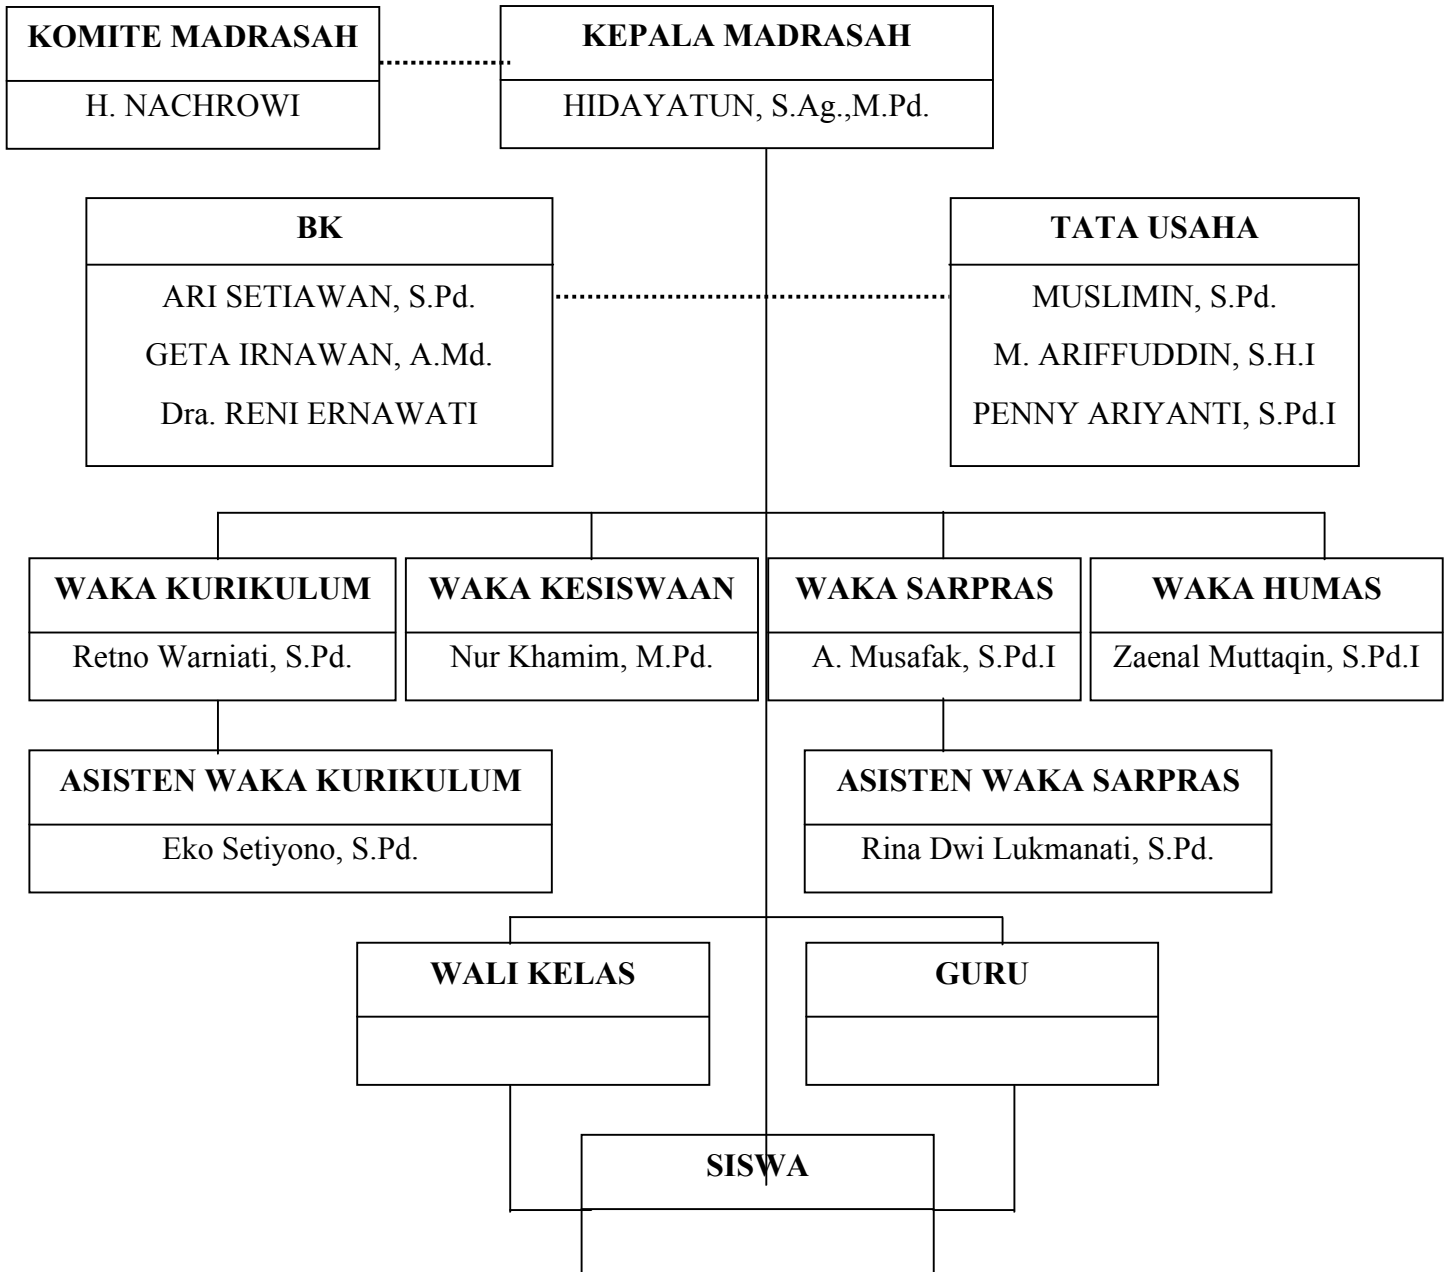 KOMITE MADRASAH
H. NACHROWI
KEPALA MADRASAH
HIDAYATUN, S.Ag.,M.Pd.
BK
ARI SETIAWAN, S.Pd.
GETA IRNAWAN, A.Md.
Dra. RENI ERNAWATI
TATA USAHA
MUSLIMIN, S.Pd.
M. ARIFFUDDIN, S.H.I
PENNY ARIYANTI, S.Pd.I
WAKA KURIKULUM
Retno Warniati, S.Pd.
WAKA KESISWAAN
Nur Khamim, M.Pd.
WAKA SARPRAS
A. Musafak, S.Pd.I
WAKA HUMAS
Zaenal Muttaqin, S.Pd.I
ASISTEN WAKA KURIKULUM
Eko Setiyono, S.Pd.
ASISTEN WAKA SARPRAS
Rina Dwi Lukmanati, S.Pd.
WALI KELAS
GURU
SISWA